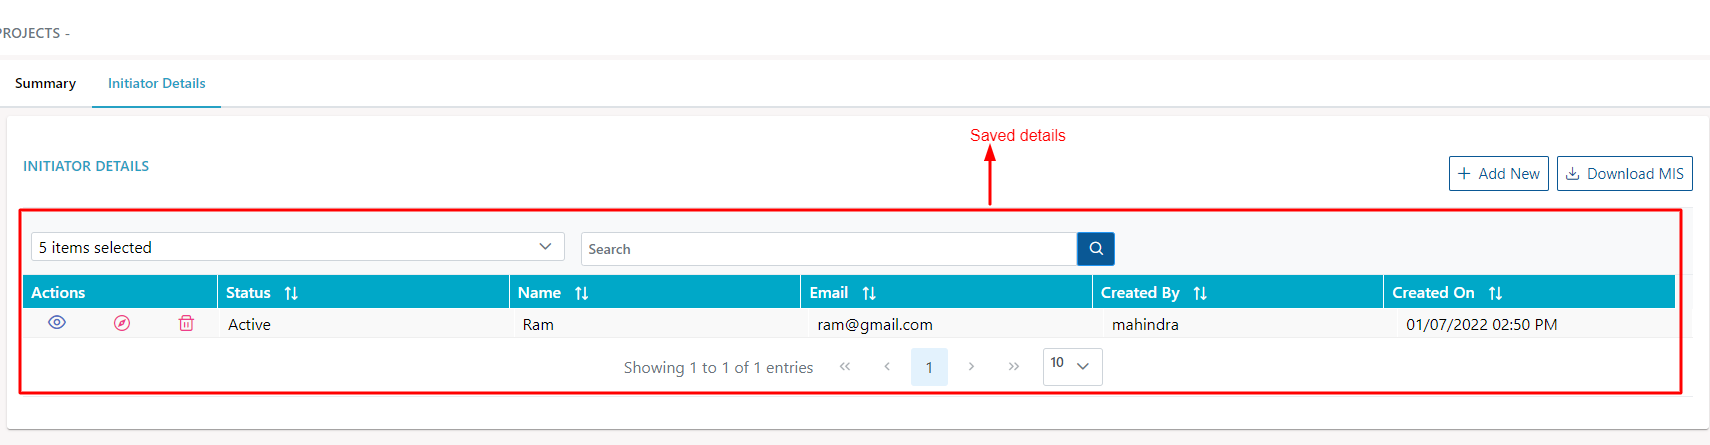 PROJECTS -
Summary Initiator Details
Saved details
INITIATOR DETAILS
Add New Download MIS
5 items selected Search
Actions Status Name Email Created By Created On
Active Ram ram@gmail.com mahindra 01/07/2022 02:50 PM
Showing 1 to 1 of 1 entries « ‹ 1 › » 10